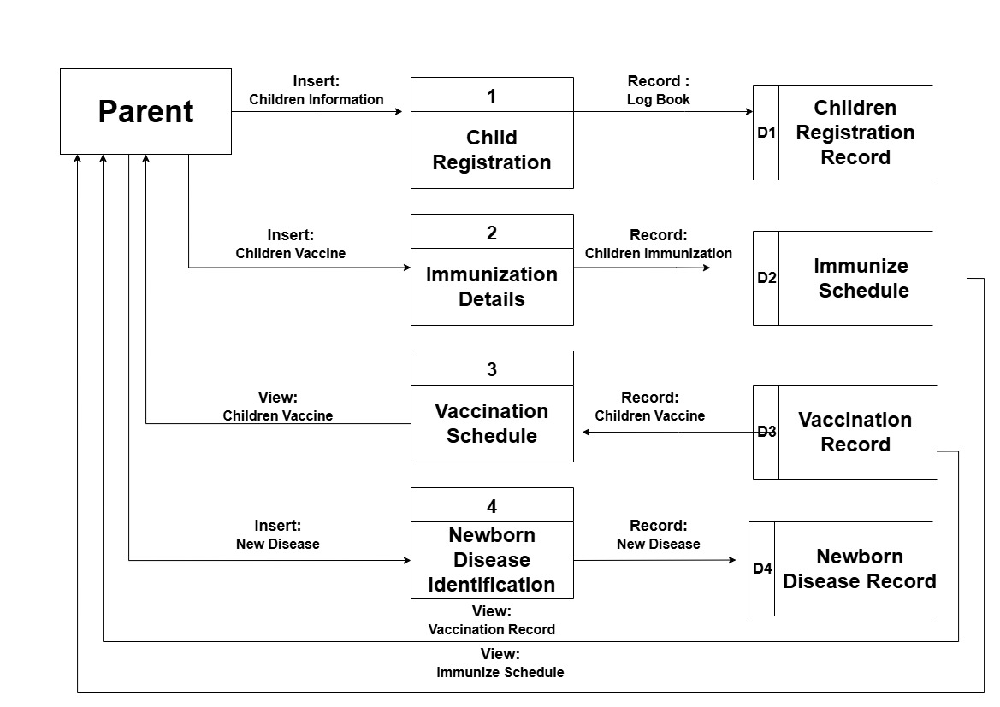 Parent
Insert:
Children Information
1
Child
Registration
Record :
Log Book
D1
Children
Registration
Record
Insert:
Children Vaccine
2
Immunization
Details
Record:
Children Immunization
D2
Immunize
Schedule
View:
Children Vaccine
3
Vaccination
Schedule
Record:
Children Vaccine
D3
Vaccination
Record
Insert:
New Disease
4
Newborn
Disease
Identification
Record:
New Disease
D4
Newborn
Disease Record
View:
Vaccination Record
View:
Immunize Schedule